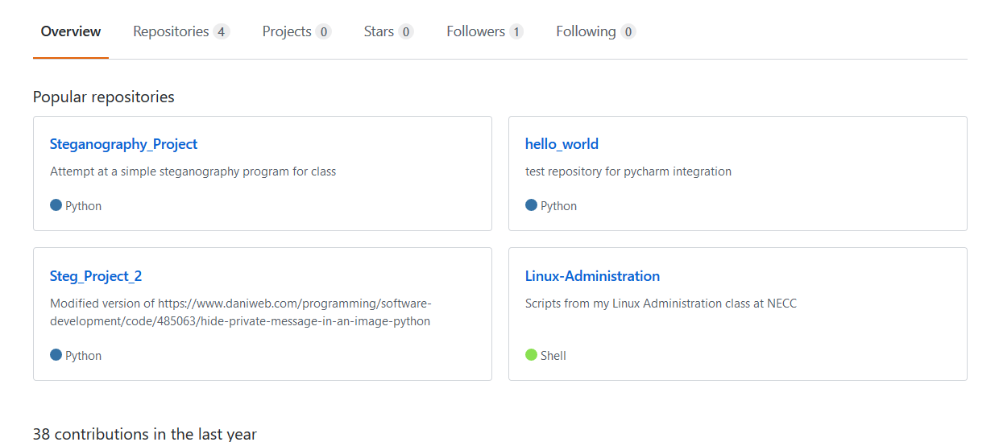 Overview Repositories 4 Projects 0 Stars 0 Followers 1 Following 0
Popular repositories
Steganography_Project
Attempt at a simple steganography program for class
Python
hello_world
test repository for pycharm integration
Python
Steg_Project_2
Modified version of https://www.daniweb.com/programming/software-
development/code/485063/hide-private-message-in-an-image-python
Python
Linux-Administration
Scripts from my Linux Administration class at NECC
Shell
38 contributions in the last year